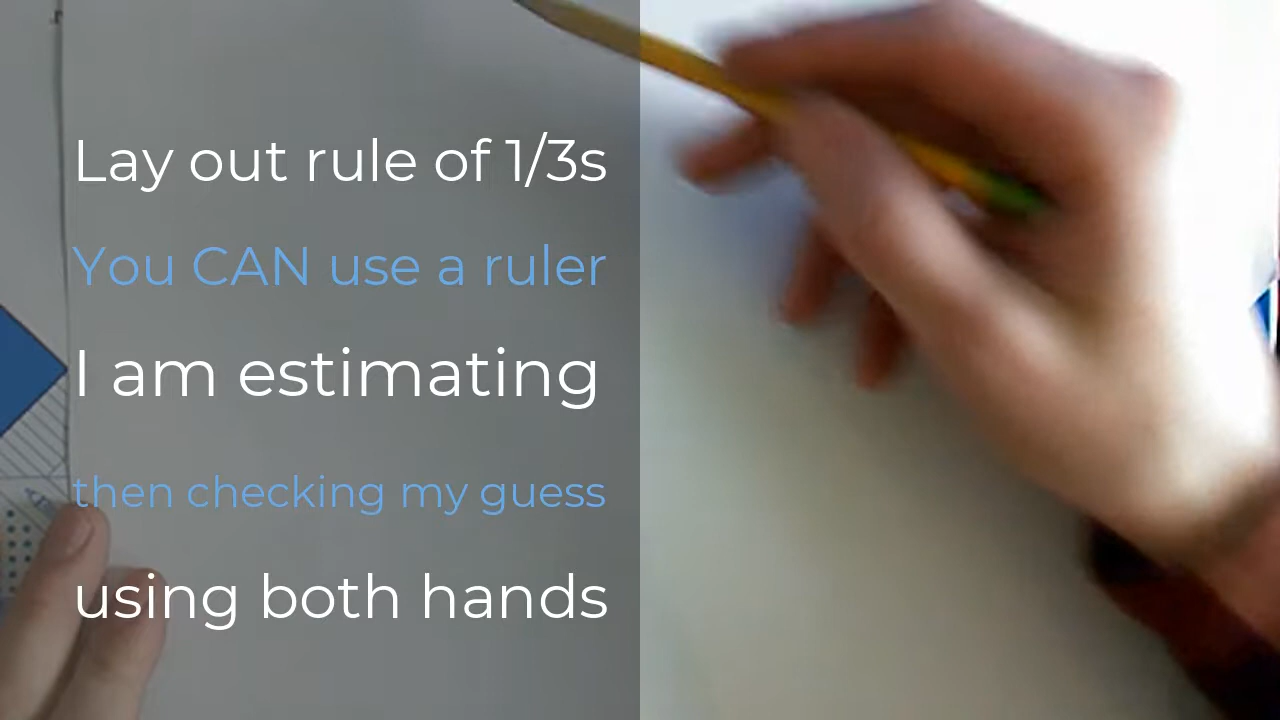 Lay out rule of 1/3s
You CAN use a ruler
I am estimating
then checking my guess
using both hands